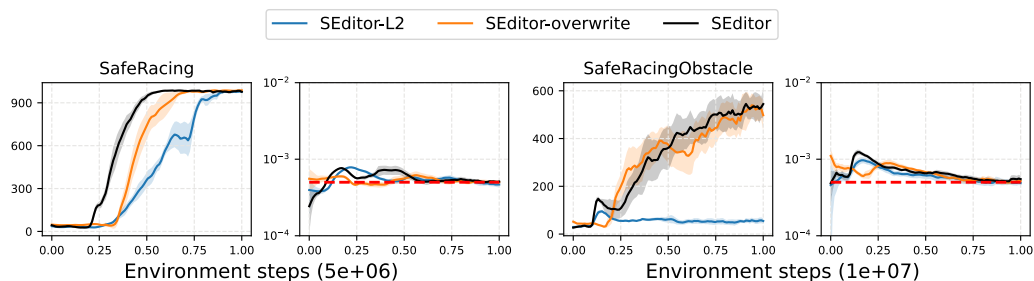 SEditor-L2 SEditor-overwrite SEditor
SafeRacing SafeRacingObstacle
900
600
300
0
0.00 0.25 0.50 0.75 1.00
10⁻²
10⁻³
10⁻⁴
0.00 0.25 0.50 0.75 1.00
600
400
200
0
0.00 0.25 0.50 0.75 1.00
10⁻²
10⁻³
10⁻⁴
0.00 0.25 0.50 0.75 1.00
Environment steps (5e+06) Environment steps (1e+07)